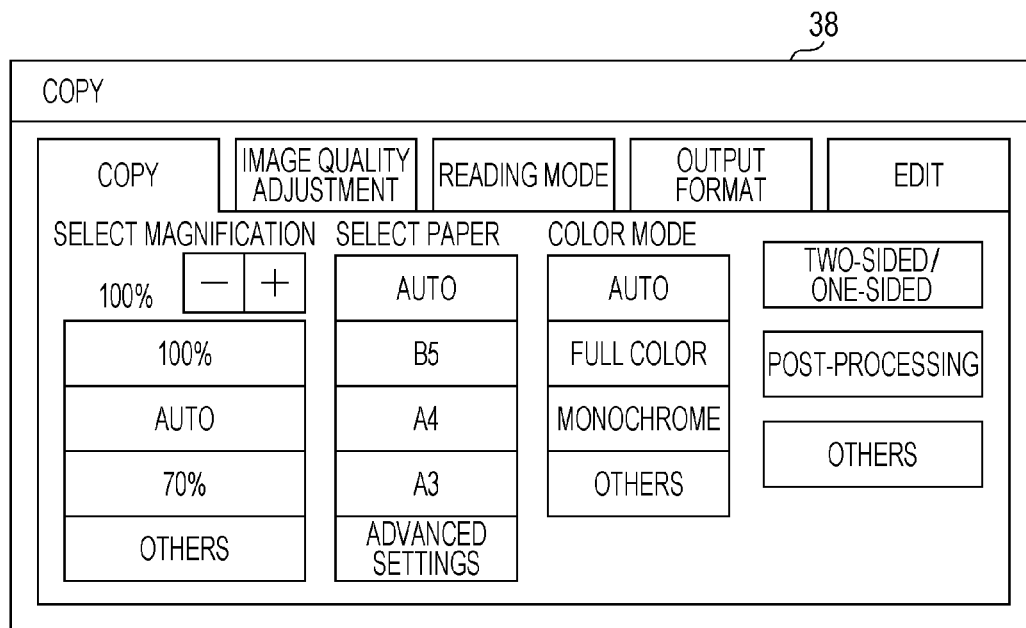 38
COPY
COPY
IMAGE QUALITY
ADJUSTMENT
READING MODE
OUTPUT
FORMAT
EDIT
SELECT MAGNIFICATION
100%
− +
100%
AUTO
70%
OTHERS
SELECT PAPER
AUTO
B5
A4
A3
ADVANCED
SETTINGS
COLOR MODE
AUTO
FULL COLOR
MONOCHROME
OTHERS
TWO-SIDED/
ONE-SIDED
POST-PROCESSING
OTHERS